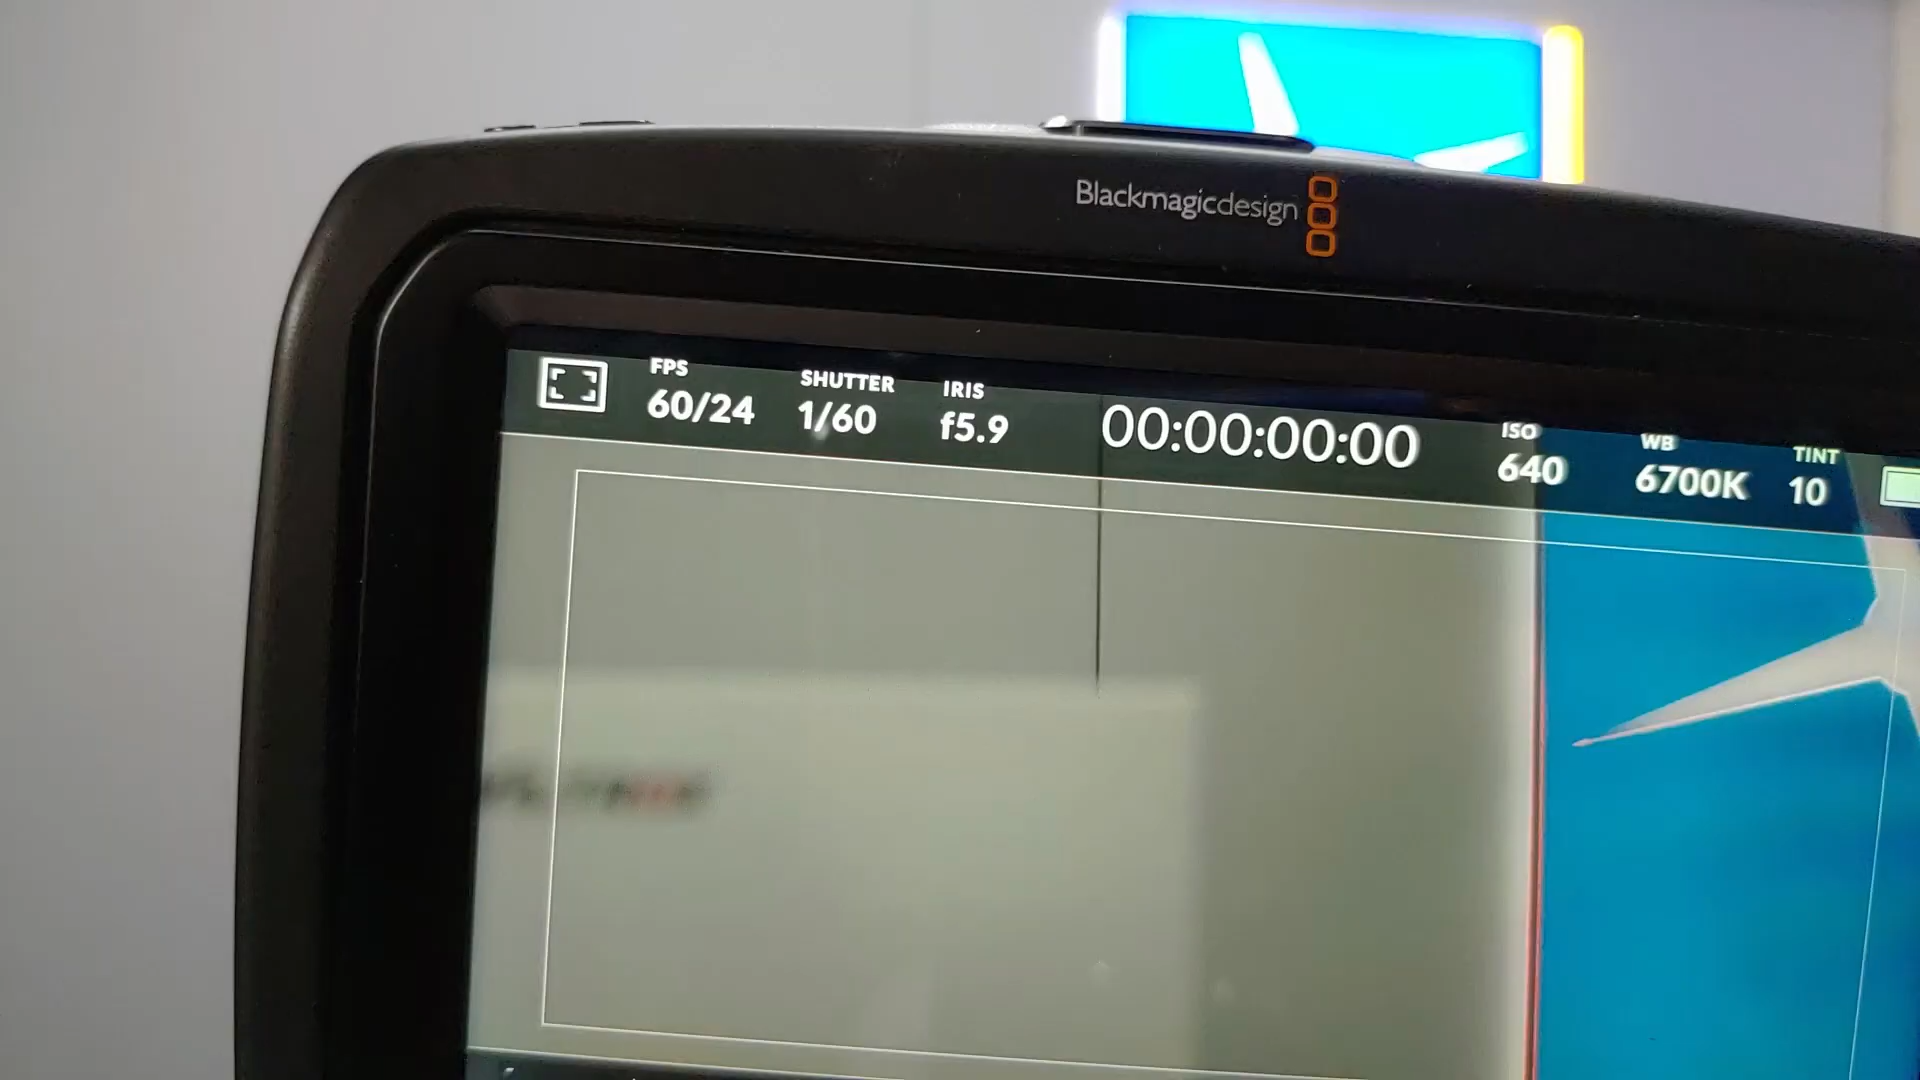 Blackmagicdesign
FPS SHUTTER IRIS ISO WB TINT
60/24 1/60 f5.9 00:00:00:00 640 6700K 10